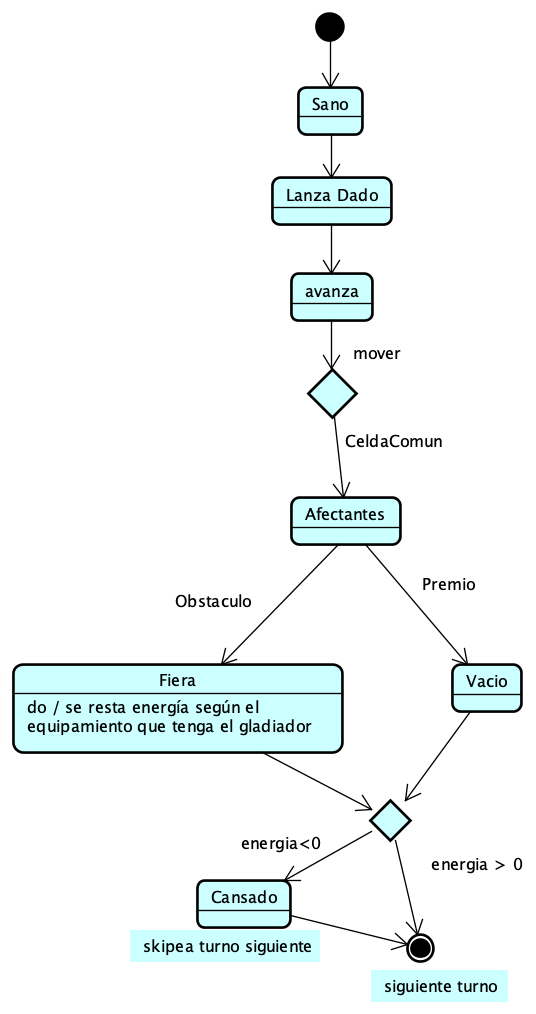 Sano
Lanza Dado
avanza
mover
CeldaComun
Afectantes
Obstaculo
Premio
Fiera
do / se resta energía según el
equipamiento que tenga el gladiador
Vacio
energia<0
energia > 0
Cansado
skipea turno siguiente
siguiente turno